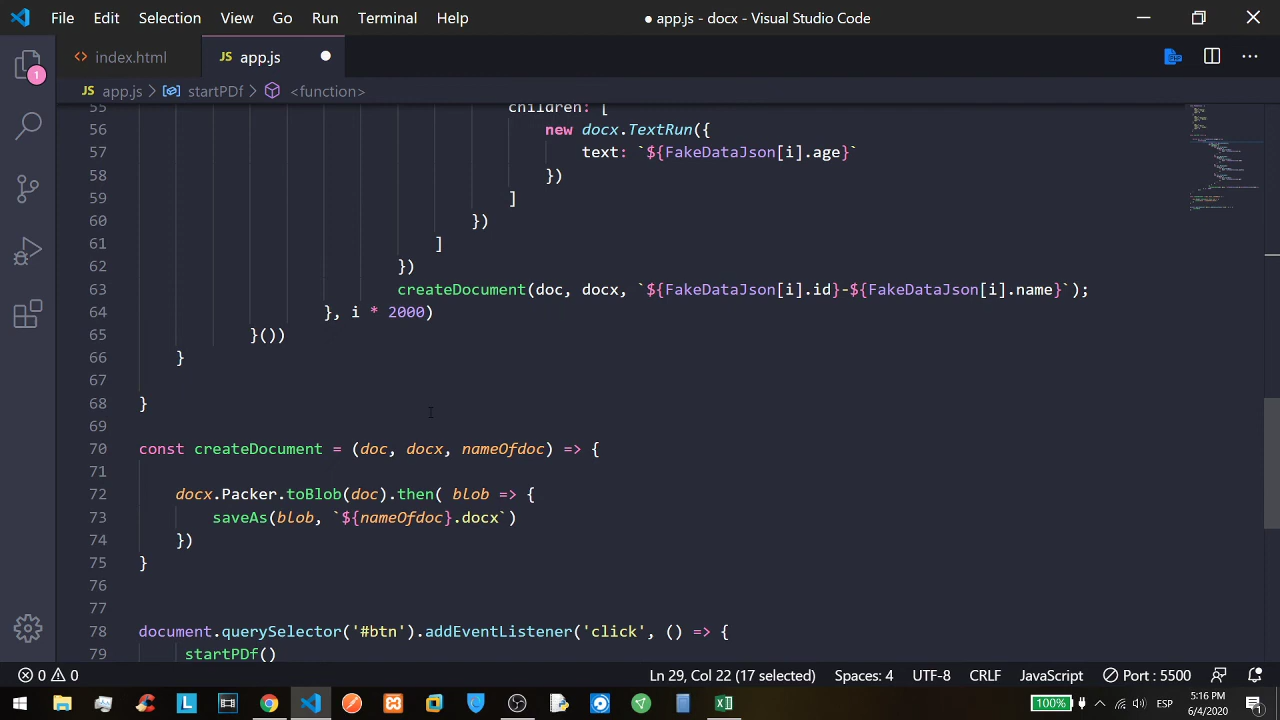 File Edit Selection View Go Run Terminal Help ● app.js - docx - Visual Studio Code
<> index.html JS app.js ●
JS app.js > startPDf > <function>
1
55 children: [
56 new docx.TextRun({
57 text: `${FakeDataJson[i].age}`
58 })
59 ]
60 })
61 ]
62 })
63 createDocument(doc, docx, `${FakeDataJson[i].id}-${FakeDataJson[i].name}`);
64 }, i * 2000)
65 }())
66 }
67
68 }
69
70 const createDocument = (doc, docx, nameOfdoc) => {
71
72 docx.Packer.toBlob(doc).then( blob => {
73 saveAs(blob, `${nameOfdoc}.docx`)
74 })
75 }
76
77
78 document.querySelector('#btn').addEventListener('click', () => {
79 startPDf()
0 0 Ln 29, Col 22 (17 selected) Spaces: 4 UTF-8 CRLF JavaScript Port : 5500
L 100% ESP 5:16 PM
6/4/2020 1